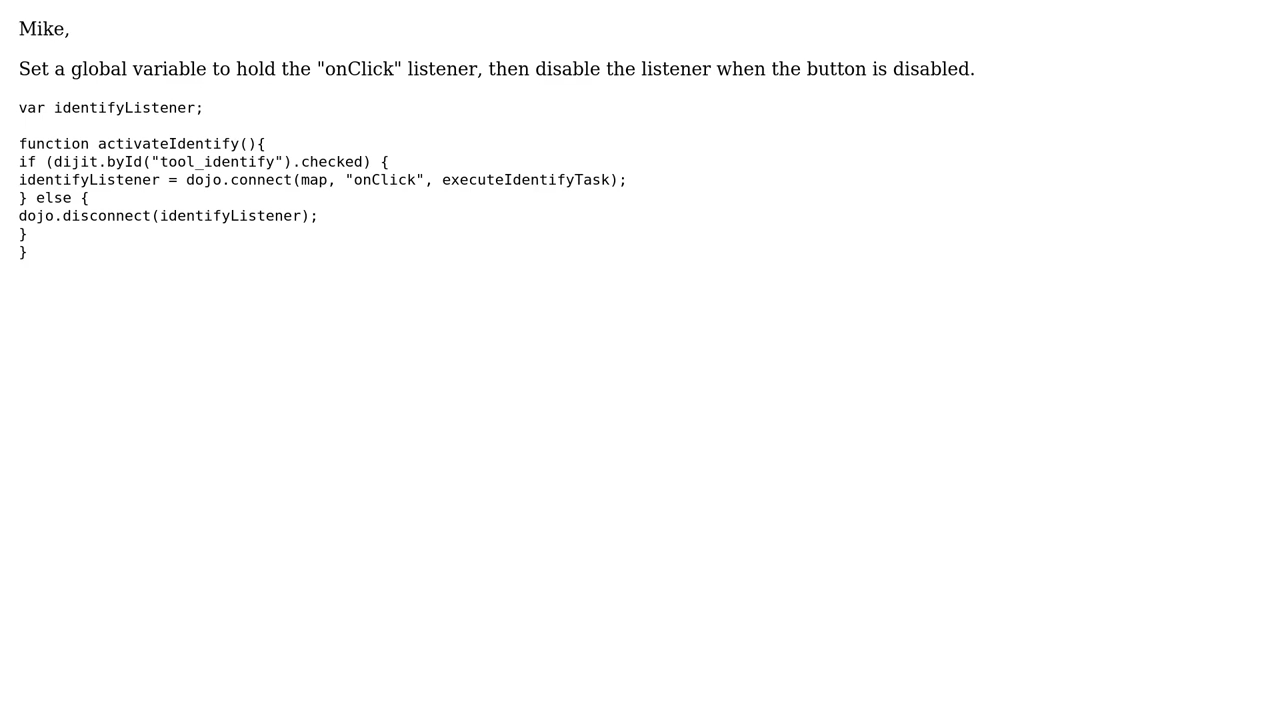 Mike,
Set a global variable to hold the "onClick" listener, then disable the listener when the button is disabled.
var identifyListener;
function activateIdentify(){
if (dijit.byId("tool_identify").checked) {
identifyListener = dojo.connect(map, "onClick", executeIdentifyTask);
} else {
dojo.disconnect(identifyListener);
}
}